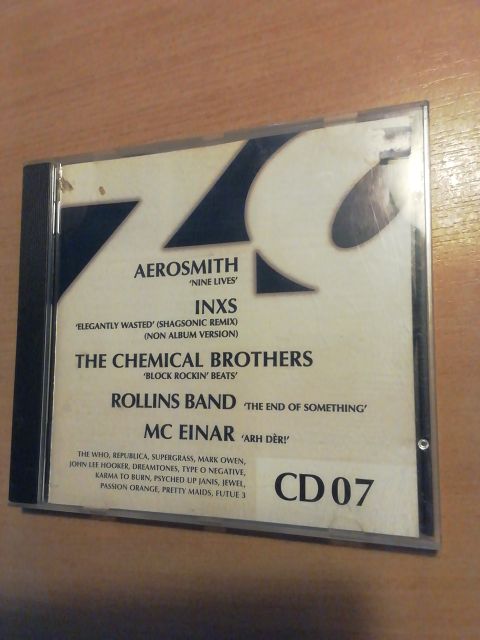 AEROSMITH
'NINE LIVES'
INXS
'ELEGANTLY WASTED' (SHAGSONIC REMIX)
(NON ALBUM VERSION)
THE CHEMICAL BROTHERS
'BLOCK ROCKIN' BEATS'
ROLLINS BAND 'THE END OF SOMETHING'
MC EINAR 'ARH DÈR!'
THE WHO, REPUBLICA, SUPERGRASS, MARK OWEN,
JOHN LEE HOOKER, DREAMTONES, TYPE O NEGATIVE,
KARMA TO BURN, PSYCHED UP JANIS, JEWEL,
PASSION ORANGE, PRETTY MAIDS, FUTUE 3
CD 07